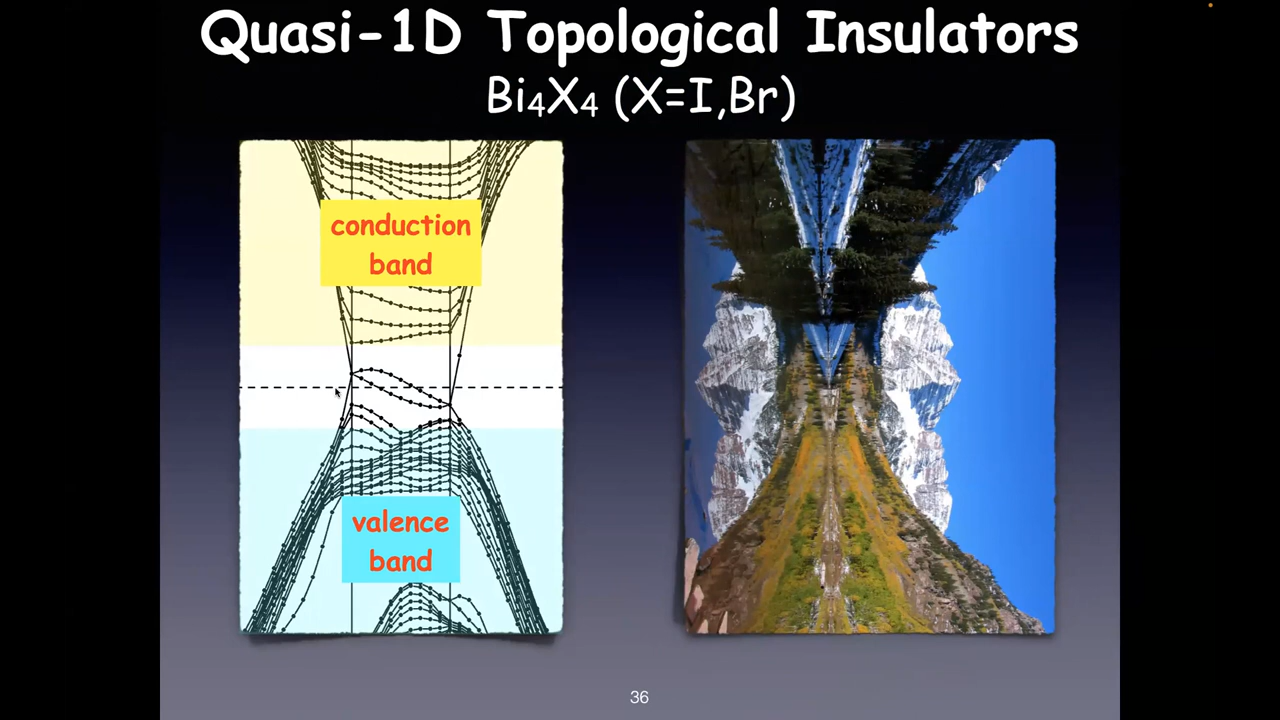 Quasi-1D Topological Insulators
Bi₄X₄ (X=I,Br)
conduction
band
valence
band
36